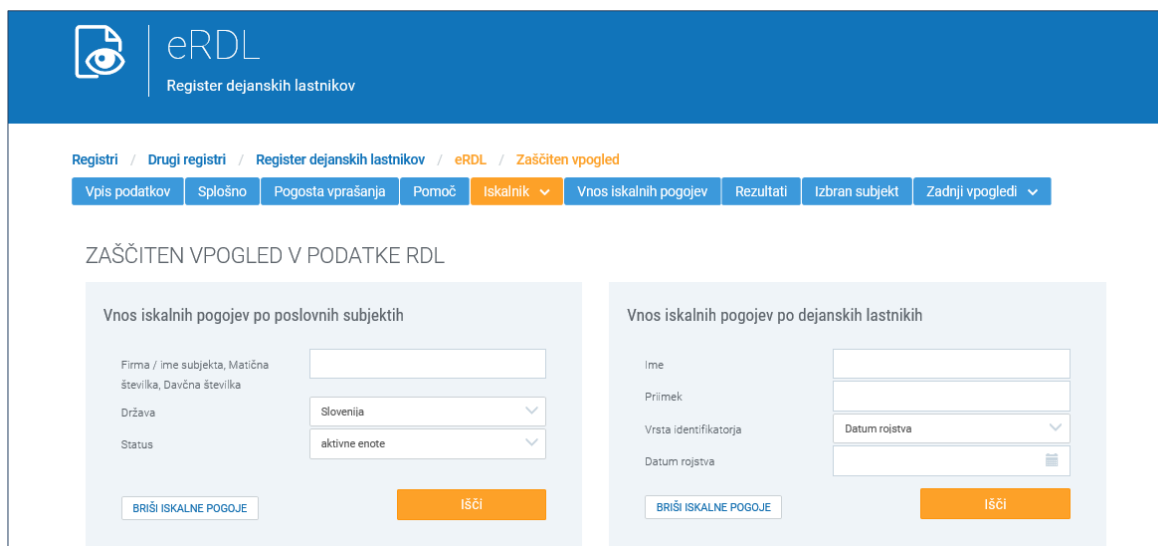 eRDL
Register dejanskih lastnikov
Registri / Drugi registri / Register dejanskih lastnikov / eRDL / Zaščiten vpogled
Vpis podatkov Splošno Pogosta vprašanja Pomoč Iskalnik Vnos iskalnih pogojev Rezultati Izbran subjekt Zadnji vpogledi
ZAŠČITEN VPOGLED V PODATKE RDL
Vnos iskalnih pogojev po poslovnih subjektih
Firma / ime subjekta, Matična
številka, Davčna številka
Država Slovenija
Status aktivne enote
BRIŠI ISKALNE POGOJE Išči
Vnos iskalnih pogojev po dejanskih lastnikih
Ime
Priimek
Vrsta identifikatorja Datum rojstva
Datum rojstva
BRIŠI ISKALNE POGOJE Išči